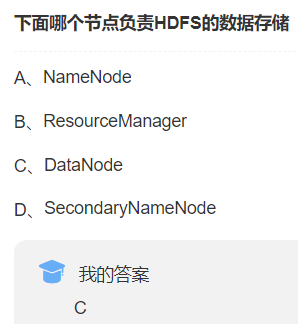 下面哪个节点负责HDFS的数据存储
A、NameNode
B、ResourceManager
C、DataNode
D、SecondaryNameNode
我的答案
C